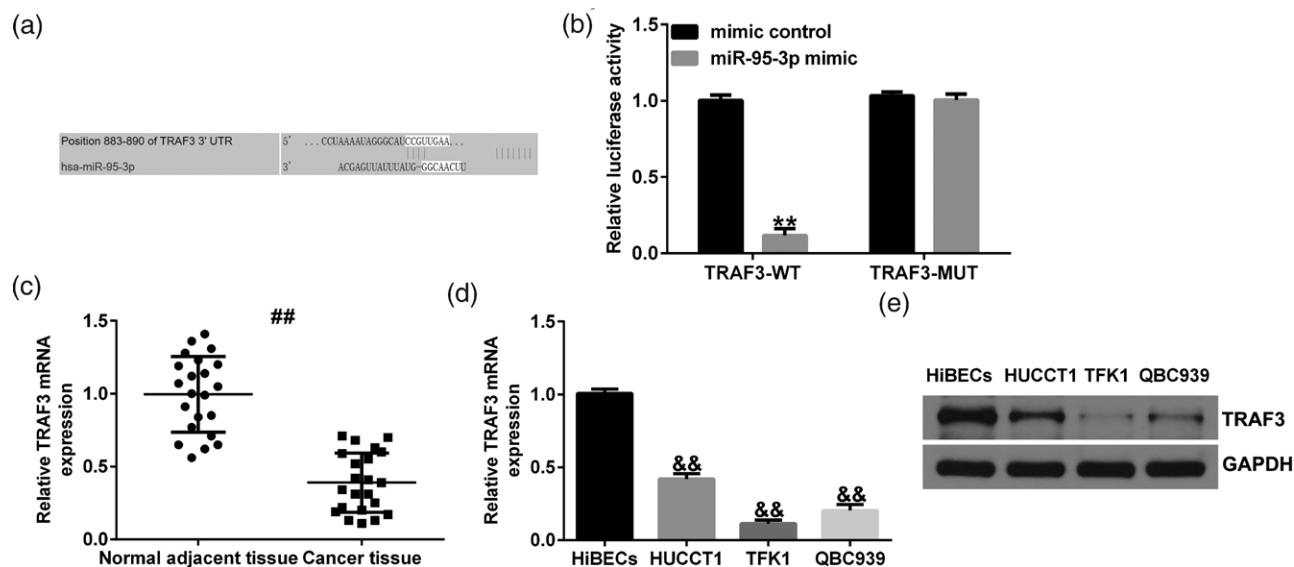 (a)
Position 883-890 of TRAF3 3' UTR 5' ...CCUAAAAUAGGGCAUCCGUUGAA...
hsa-miR-95-3p 3' ACGAGUUAUUUAUG-GGCAACUU
(b)
Relative luciferase activity
1.5
1.0
0.5
0.0
mimic control
miR-95-3p mimic
**
TRAF3-WT TRAF3-MUT
(c)
Relative TRAF3 mRNA
expression
1.5
1.0
0.5
0.0
##
Normal adjacent tissue Cancer tissue
(d)
Relative TRAF3 mRNA
expression
1.5
1.0
0.5
0.0
&&
&&
&&
HiBECs HUCCT1 TFK1 QBC939
(e)
HiBECs HUCCT1 TFK1 QBC939
TRAF3
GAPDH